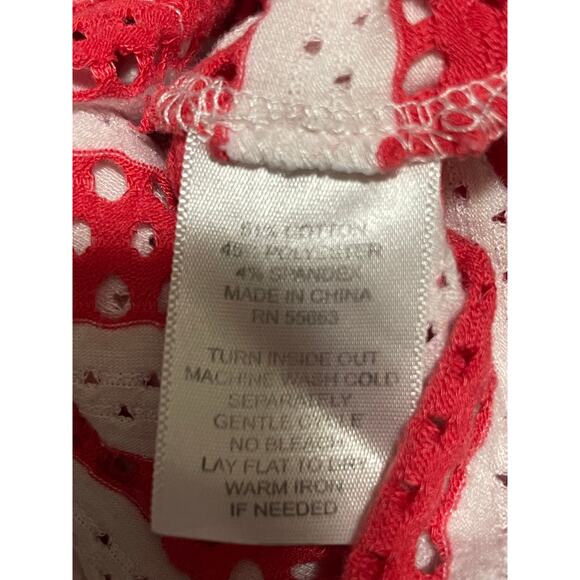 51% COTTON
45% POLYESTER
4% SPANDEX
MADE IN CHINA
RN 55653
TURN INSIDE OUT
MACHINE WASH COLD
SEPARATELY
GENTLE CYCLE
NO BLEACH
LAY FLAT TO DRY
WARM IRON
IF NEEDED